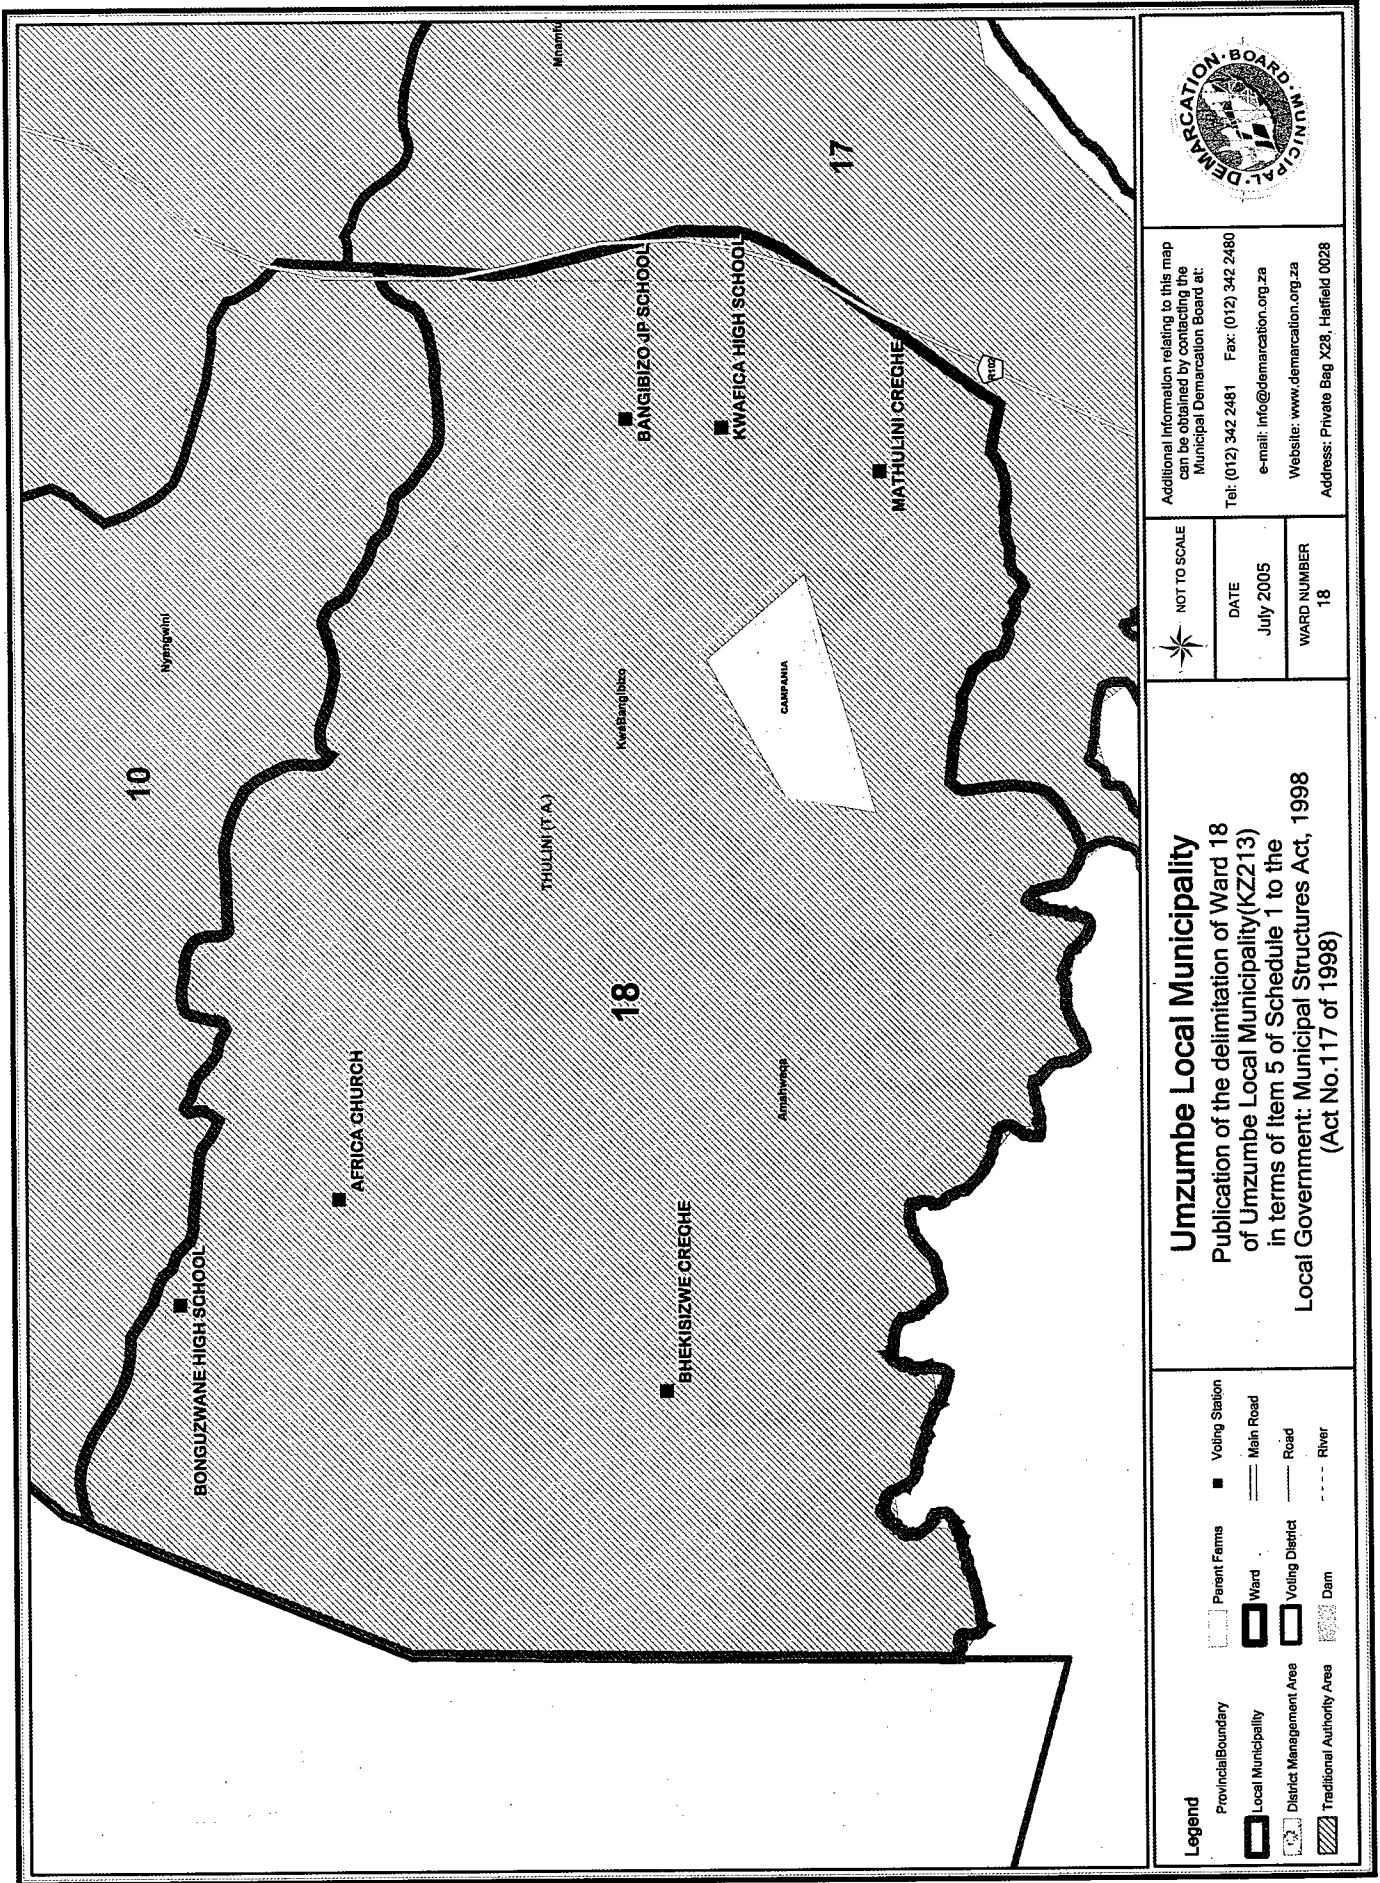 Mnamfu
17
10
Nyangwini
BANGIBIZO JP SCHOOL
KWAFICA HIGH SCHOOL
MATHULINI CRECHE
R102
KwaBangibizo
CAMPANIA
THULINI (T.A.)
18
AFRICA CHURCH
BONGUZWANE HIGH SCHOOL
BHEKISIZWE CRECHE
Amahwaqa
Legend
ProvincialBoundary
Local Municipality
District Management Area
Traditional Authority Area
Parent Farms
Ward
Voting District
Dam
Voting Station
Main Road
Road
River
Umzumbe Local Municipality
Publication of the delimitation of Ward 18
of Umzumbe Local Municipality(KZ213)
in terms of Item 5 of Schedule 1 to the
Local Government: Municipal Structures Act, 1998
(Act No.117 of 1998)
NOT TO SCALE
DATE
July 2005
WARD NUMBER
18
Additional information relating to this map
can be obtained by contacting the
Municipal Demarcation Board at:
Tel: (012) 342 2481 Fax: (012) 342 2480
e-mail: info@demarcation.org.za
Website: www.demarcation.org.za
Address: Private Bag X28, Hatfield 0028
MUNICIPAL · DEMARCATION · BOARD ·